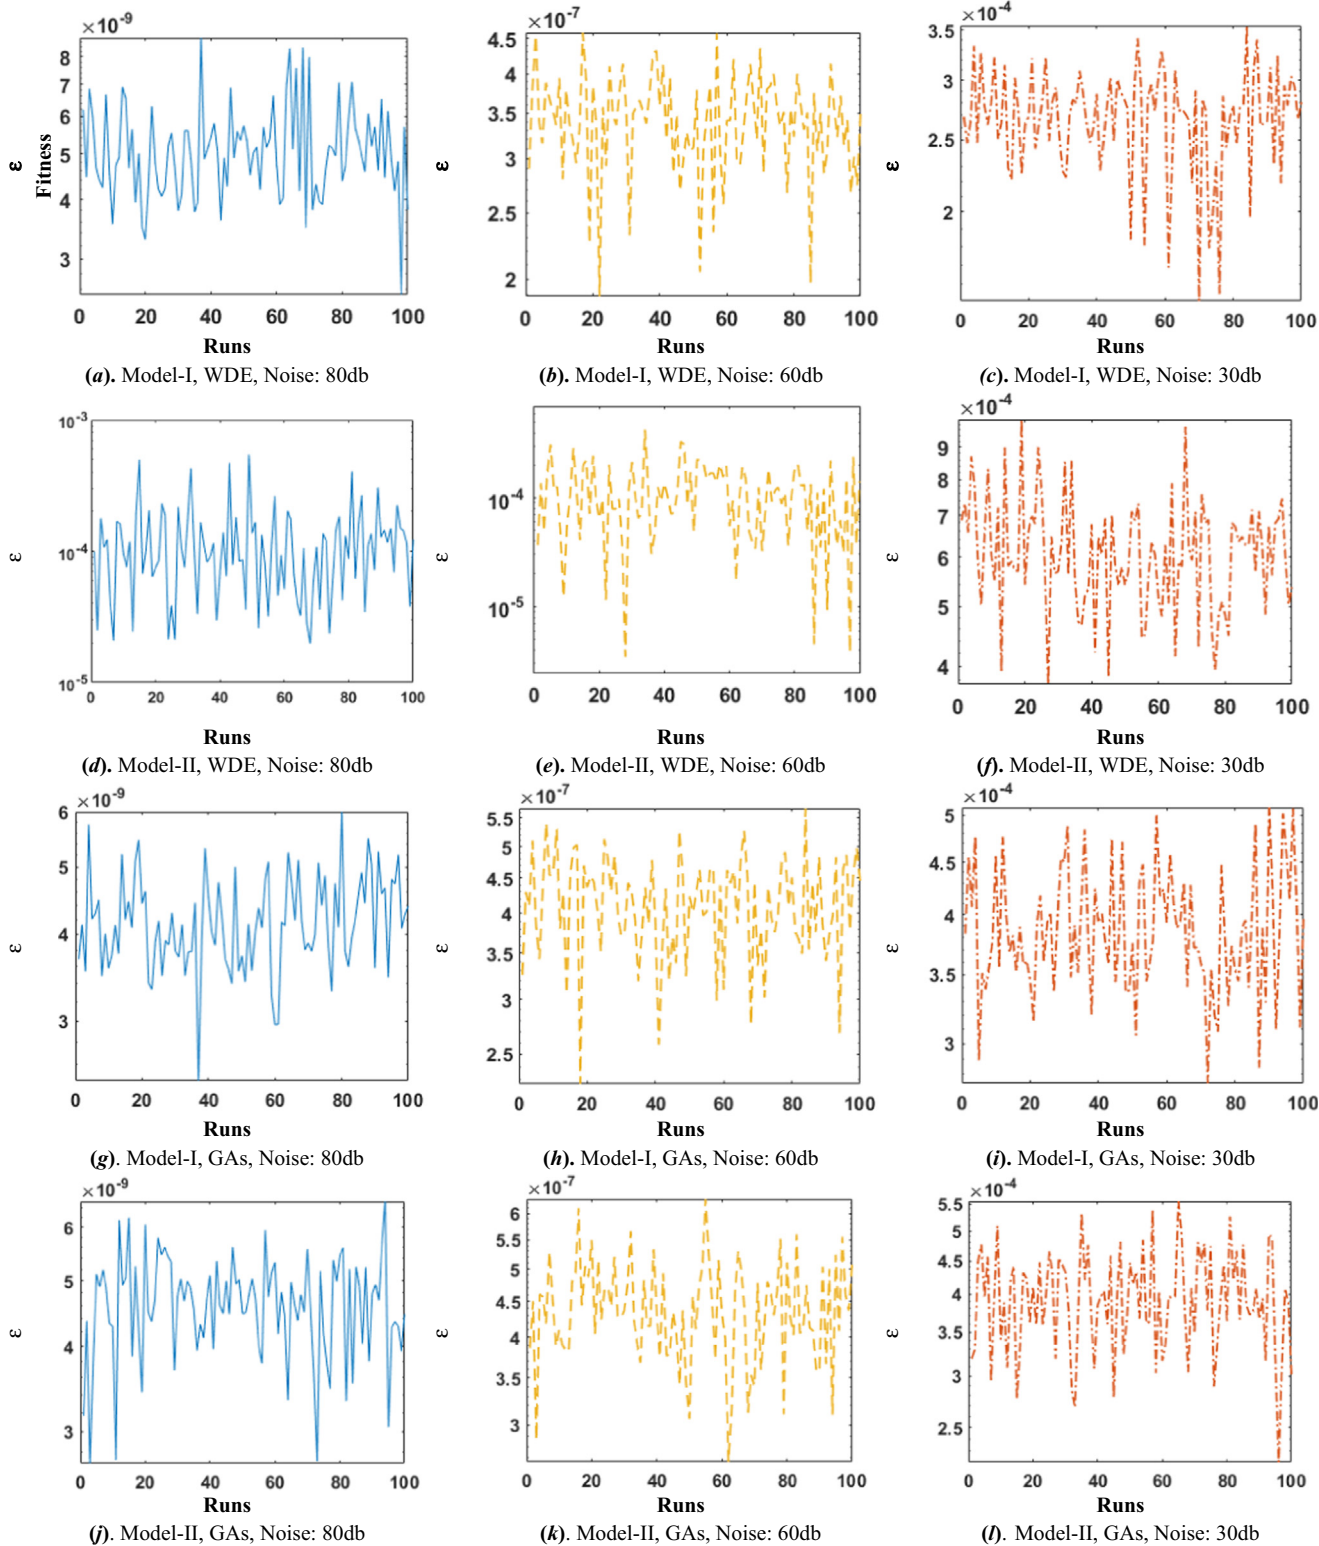 ×10⁻⁹
8
7
6
5
4
3
ε
Fitness
0 20 40 60 80 100
Runs
(a). Model-I, WDE, Noise: 80db
×10⁻⁷
4.5
4
3.5
3
2.5
2
ε
0 20 40 60 80 100
Runs
(b). Model-I, WDE, Noise: 60db
×10⁻⁴
3.5
3
2.5
2
ε
0 20 40 60 80 100
Runs
(c). Model-I, WDE, Noise: 30db
10⁻³
10⁻⁴
10⁻⁵
ε
0 20 40 60 80 100
Runs
(d). Model-II, WDE, Noise: 80db
10⁻⁴
10⁻⁵
ε
0 20 40 60 80 100
Runs
(e). Model-II, WDE, Noise: 60db
×10⁻⁴
9
8
7
6
5
4
ε
0 20 40 60 80 100
Runs
(f). Model-II, WDE, Noise: 30db
×10⁻⁹
6
5
4
3
ε
0 20 40 60 80 100
Runs
(g). Model-I, GAs, Noise: 80db
×10⁻⁷
5.5
5
4.5
4
3.5
3
2.5
ε
0 20 40 60 80 100
Runs
(h). Model-I, GAs, Noise: 60db
×10⁻⁴
5
4.5
4
3.5
3
ε
0 20 40 60 80 100
Runs
(i). Model-I, GAs, Noise: 30db
×10⁻⁹
6
5
4
3
ε
0 20 40 60 80 100
Runs
(j). Model-II, GAs, Noise: 80db
×10⁻⁷
6
5
4.5
4
3.5
3
ε
0 20 40 60 80 100
Runs
(k). Model-II, GAs, Noise: 60db
×10⁻⁴
5.5
5
4.5
4
3.5
3
2.5
ε
0 20 40 60 80 100
Runs
(l). Model-II, GAs, Noise: 30db